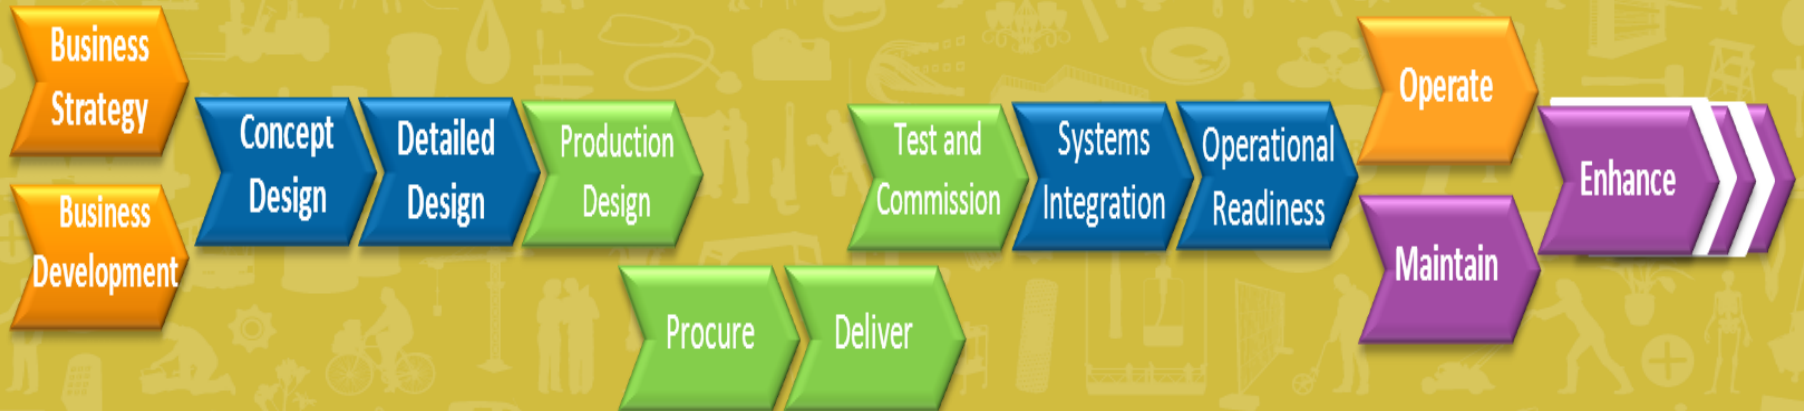 Business
Strategy
Business
Development
Concept
Design
Detailed
Design
Production
Design
Procure
Deliver
Test and
Commission
Systems
Integration
Operational
Readiness
Operate
Maintain
Enhance